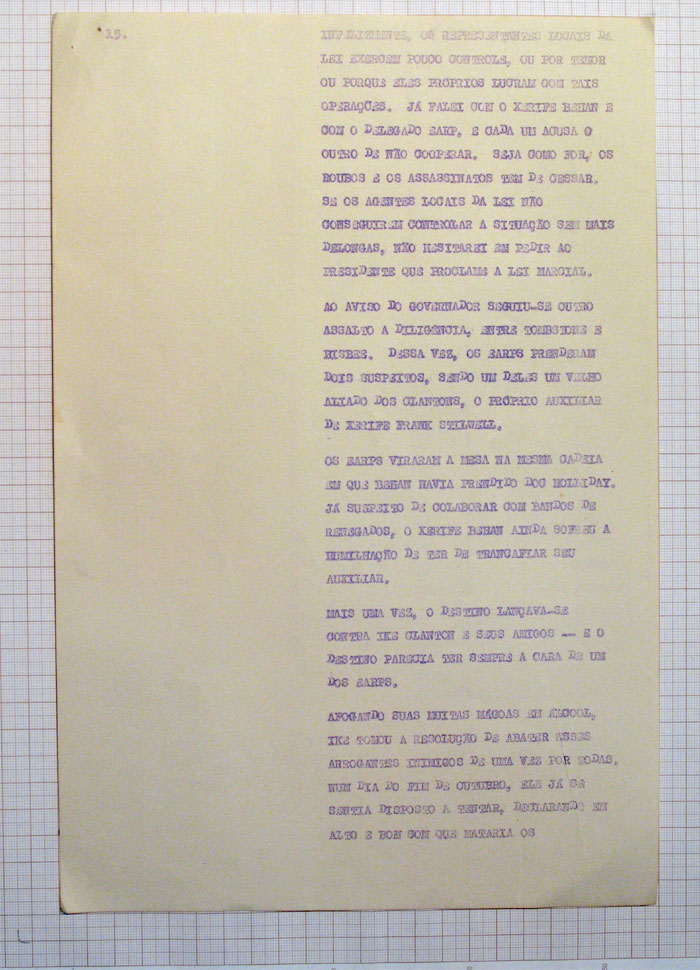 15.
INFELIZMENTE, OS REPRESENTANTES LOCAIS DA
LEI EXERCEM POUCO CONTROLE, OU POR TEMOR
OU PORQUE ELES PRÓPRIOS LUCRAM COM TAIS
OPERAÇÕES. JÁ FALEI COM O XERIFE BEHAN E
COM O DELEGADO EARP, E CADA UM ACUSA O
OUTRO DE NÃO COOPERAR. SEJA COMO FOR, OS
ROUBOS E OS ASSASSINATOS TEM DE CESSAR.
SE OS AGENTES LOCAIS DA LEI NÃO
CONSEGUIREM CONTROLAR A SITUAÇÃO SEM MAIS
DELONGAS, NÃO HESITAREI EM PEDIR AO
PRESIDENTE QUE PROCLAME A LEI MARCIAL.
AO AVISO DO GOVERNADOR SEGUIU-SE OUTRO
ASSALTO A DILIGÊNCIA, ENTRE TOMBSTONE E
BISBEE. DESSA VEZ, OS EARPS PRENDERAM
DOIS SUSPEITOS, SENDO UM DELES UM VELHO
ALIADO DOS CLANTONS, O PRÓPRIO AUXILIAR
DE XERIFE FRANK STILWELL.
OS EARPS VIRARAM A MESA NA MESMA CADEIA
EM QUE BEHAN HAVIA PRENDIDO DOC HOLLIDAY.
JÁ SUSPEITO DE COLABORAR COM BANDOS DE
RENEGADOS, O XERIFE BEHAN AINDA SOFREU A
HUMILHAÇÃO DE TER DE TRANCAFIAR SEU
AUXILIAR.
MAIS UMA VEZ, O DESTINO LANÇAVA-SE
CONTRA IKE CLANTON E SEUS AMIGOS -- E O
DESTINO PARECIA TER SEMPRE A CARA DE UM
DOS EARPS.
AFOGANDO SUAS MUITAS MÁGOAS EM ÁLCOOL,
IKE TOMOU A RESOLUÇÃO DE ABATER ESSES
ARROGANTES INIMIGOS DE UMA VEZ POR TODAS.
NUM DIA DO FIM DE OUTUBRO, ELE JÁ SE
SENTIA DISPOSTO A TENTAR, DECLARANDO EM
ALTO E BOM SOM QUE MATARIA OS